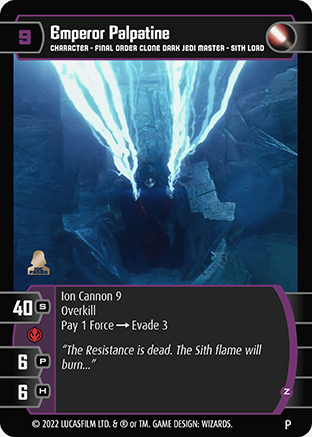 9 Emperor Palpatine
CHARACTER - FINAL ORDER CLONE DARK JEDI MASTER - SITH LORD
40 S
Ion Cannon 9
Overkill
Pay 1 Force → Evade 3
6 P
"The Resistance is dead. The Sith flame will
burn..."
6 H
Z
© 2022 LUCASFILM LTD. & ® or TM. GAME DESIGN: WIZARDS.
P